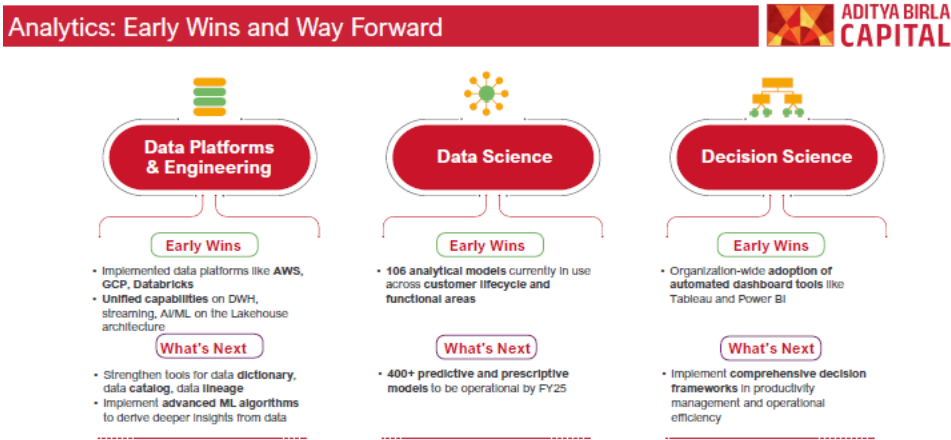 Analytics: Early Wins and Way Forward
ADITYA BIRLA
CAPITAL
Data Platforms
& Engineering
Early Wins
• Implemented data platforms like AWS,
GCP, Databricks
• Unified capabilities on DWH,
streaming, AI/ML on the Lakehouse
architecture
What's Next
• Strengthen tools for data dictionary,
data catalog, data lineage
• Implement advanced ML algorithms
to derive deeper insights from data
Data Science
Early Wins
• 106 analytical models currently in use
across customer lifecycle and
functional areas
What's Next
• 400+ predictive and prescriptive
models to be operational by FY25
Decision Science
Early Wins
• Organization-wide adoption of
automated dashboard tools like
Tableau and Power BI
What's Next
• Implement comprehensive decision
frameworks in productivity
management and operational
efficiency